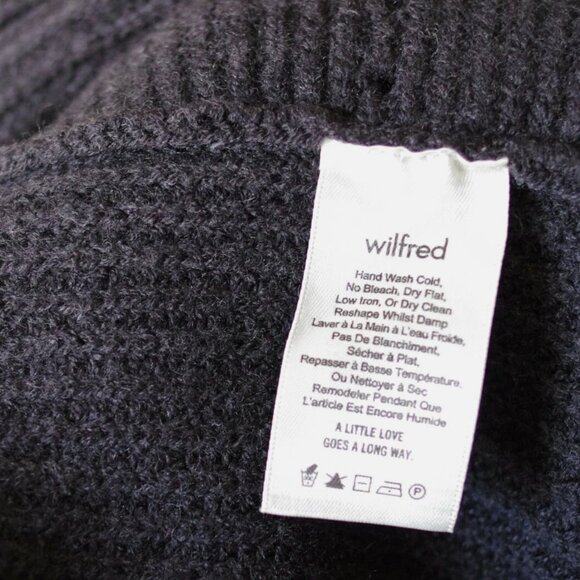 wilfred
Hand Wash Cold,
No Bleach, Dry Flat,
Low Iron, Or Dry Clean
Reshape Whilst Damp
Laver à La Main à L'eau Froide,
Pas De Blanchiment,
Sécher à Plat,
Repasser à Basse Température,
Ou Nettoyer à Sec
Remodeler Pendant Que
L'article Est Encore Humide
A LITTLE LOVE
GOES A LONG WAY.
P